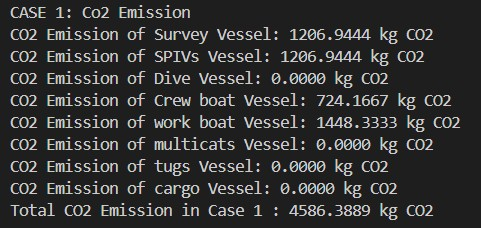 CASE 1: Co2 Emission
CO2 Emission of Survey Vessel: 1206.9444 kg CO2
CO2 Emission of SPIVs Vessel: 1206.9444 kg CO2
CO2 Emission of Dive Vessel: 0.0000 kg CO2
CO2 Emission of Crew boat Vessel: 724.1667 kg CO2
CO2 Emission of work boat Vessel: 1448.3333 kg CO2
CO2 Emission of multicats Vessel: 0.0000 kg CO2
CO2 Emission of tugs Vessel: 0.0000 kg CO2
CO2 Emission of cargo Vessel: 0.0000 kg CO2
Total CO2 Emission in Case 1 : 4586.3889 kg CO2